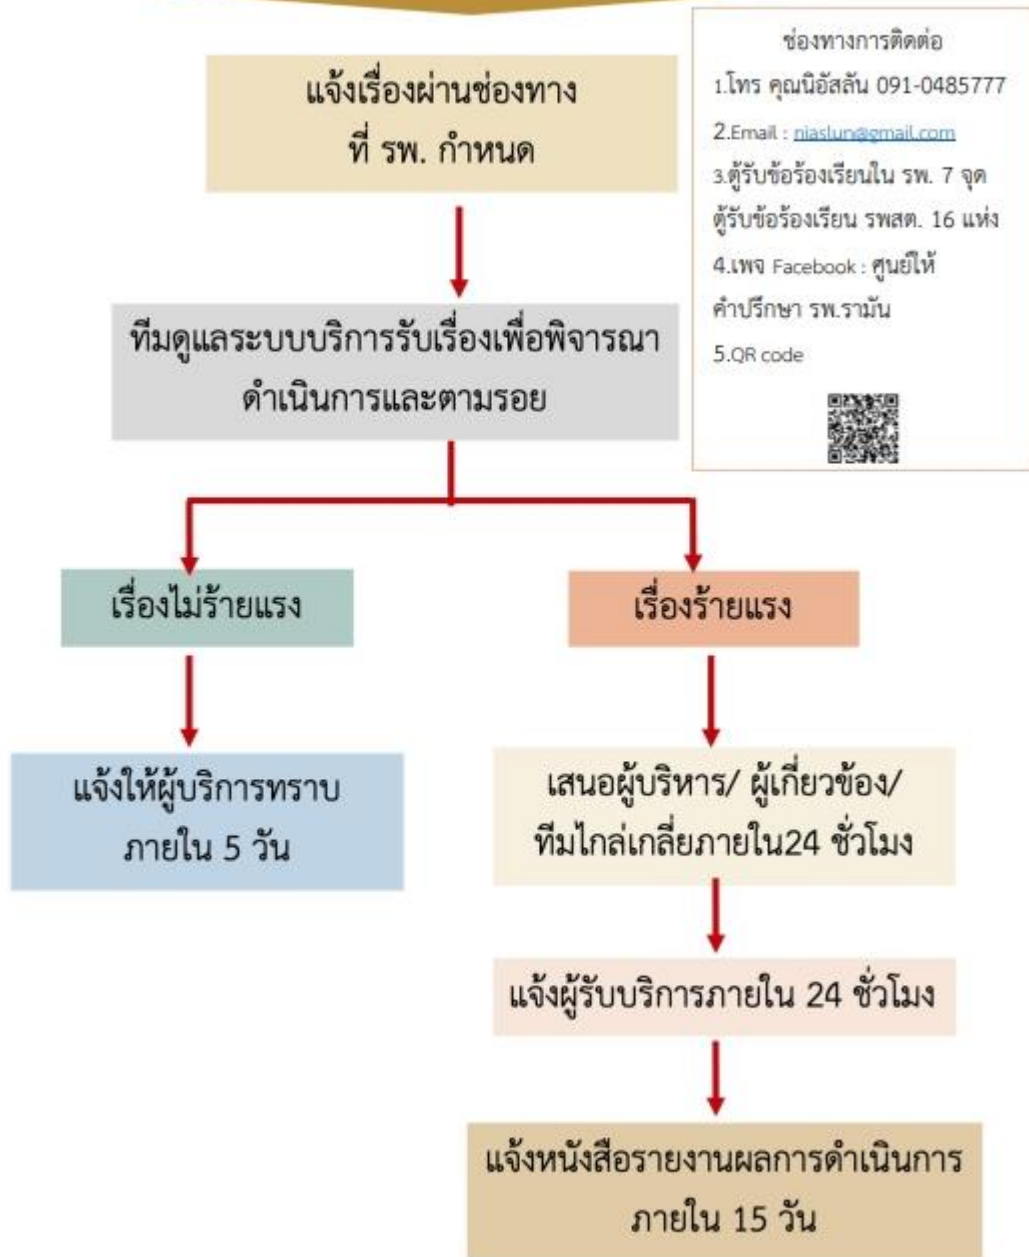 แจ้งเรื่องผ่านช่องทาง
ที่ รพ. กำหนด
ช่องทางการติดต่อ
1.โทร คุณนิอัสลัน 091-0485777
2.Email : niaslun@gmail.com
3.ตู้รับข้อร้องเรียนใน รพ. 7 จุด
ตู้รับข้อร้องเรียน รพสต. 16 แห่ง
4.เพจ Facebook : ศูนย์ให้
คำปรึกษา รพ.รามัน
5.QR code
ทีมดูแลระบบบริการรับเรื่องเพื่อพิจารณา
ดำเนินการและตามรอย
เรื่องไม่ร้ายแรง
เรื่องร้ายแรง
แจ้งให้ผู้บริการทราบ
ภายใน 5 วัน
เสนอผู้บริหาร/ ผู้เกี่ยวข้อง/
ทีมไกล่เกลี่ยภายใน24 ชั่วโมง
แจ้งผู้รับบริการภายใน 24 ชั่วโมง
แจ้งหนังสือรายงานผลการดำเนินการ
ภายใน 15 วัน